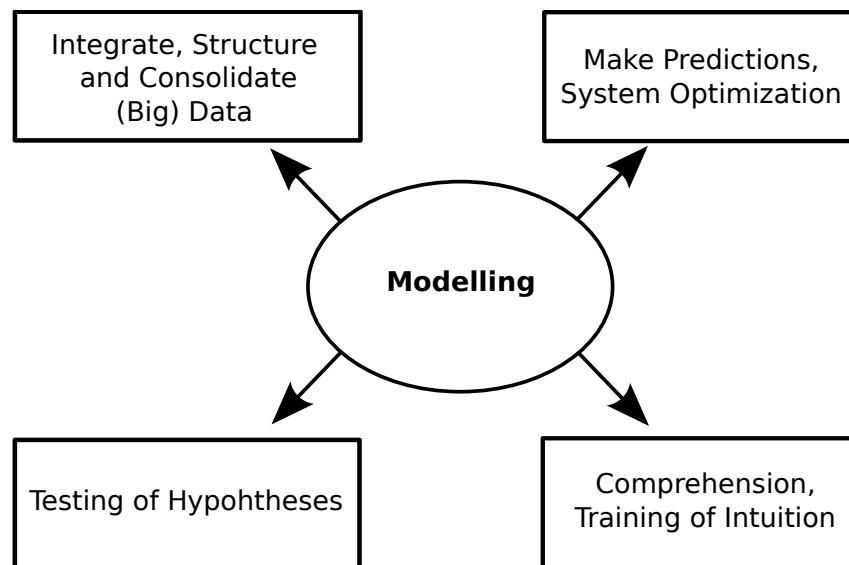 Integrate, Structure
and Consolidate
(Big) Data
Make Predictions,
System Optimization
Modelling
Testing of Hypohtheses
Comprehension,
Training of Intuition